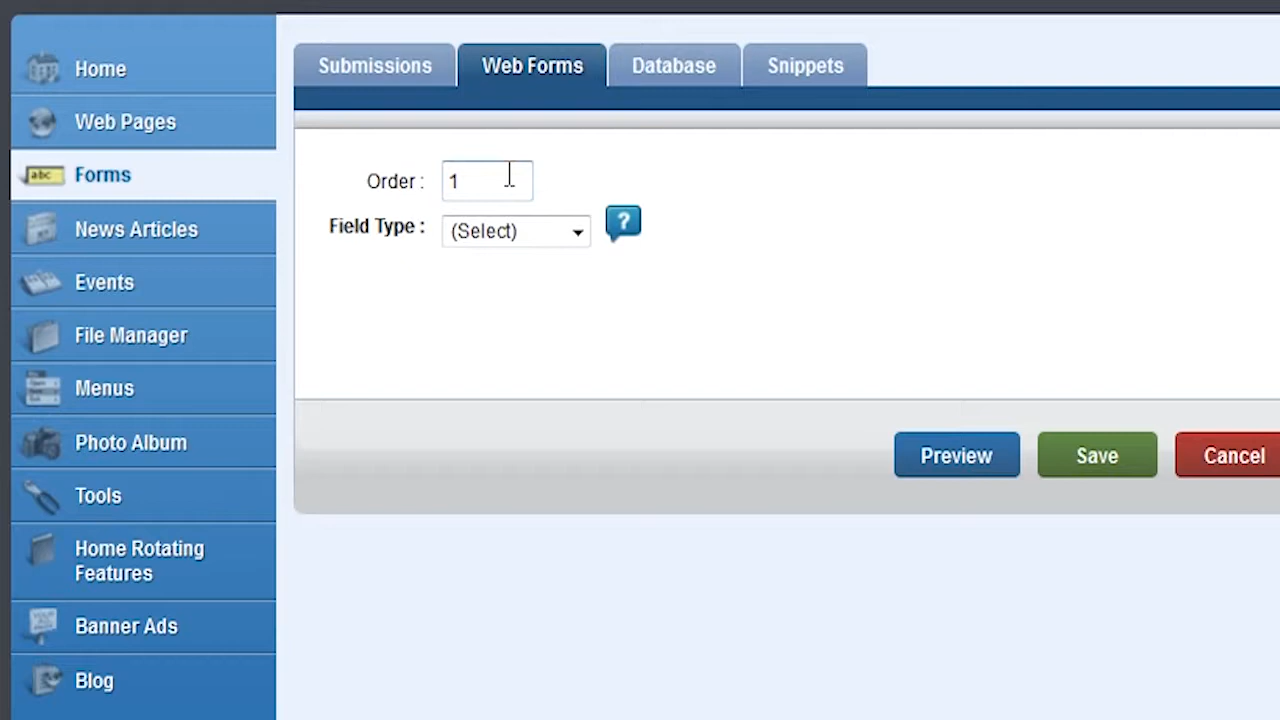 Home
Web Pages
abc
Forms
News Articles
Events
File Manager
Menus
Photo Album
Tools
Home Rotating
Features
Banner Ads
Blog
Submissions
Web Forms
Database
Snippets
Order :
1
Field Type :
(Select)
?
Preview
Save
Cancel